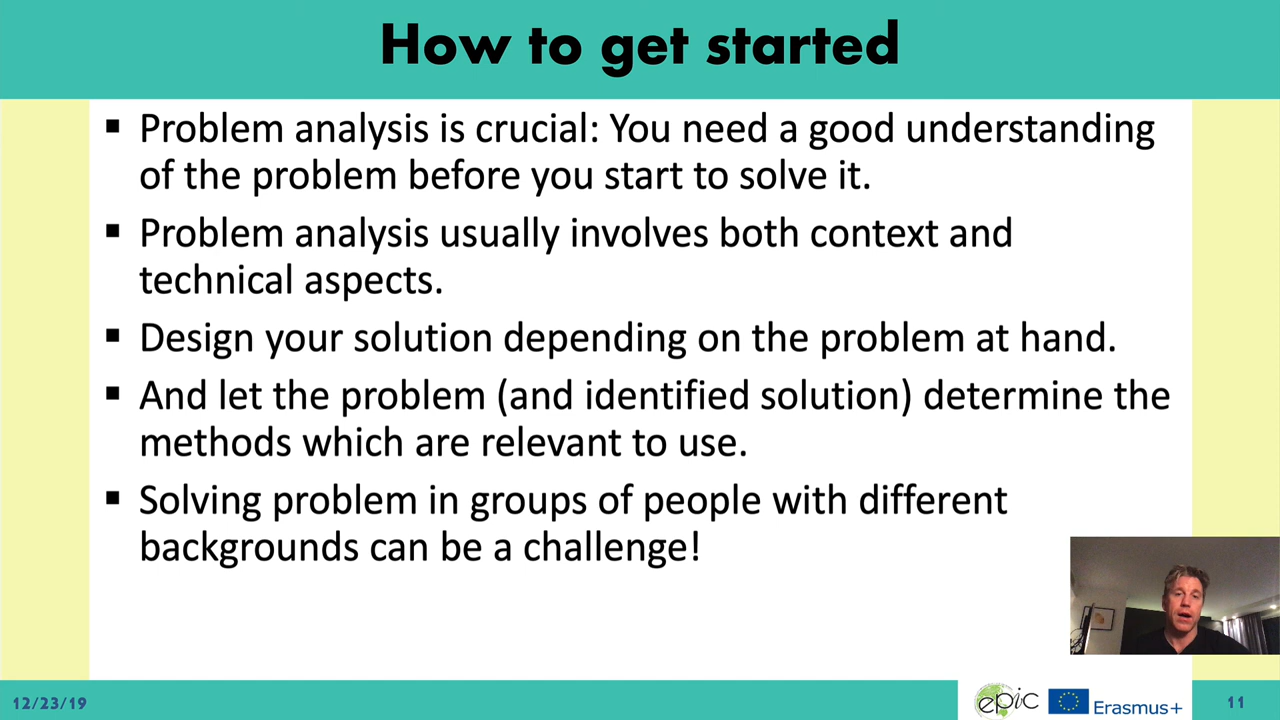 How to get started
▪ Problem analysis is crucial: You need a good understanding
of the problem before you start to solve it.
▪ Problem analysis usually involves both context and
technical aspects.
▪ Design your solution depending on the problem at hand.
▪ And let the problem (and identified solution) determine the
methods which are relevant to use.
▪ Solving problem in groups of people with different
backgrounds can be a challenge!
12/23/19
epic
Erasmus+
11